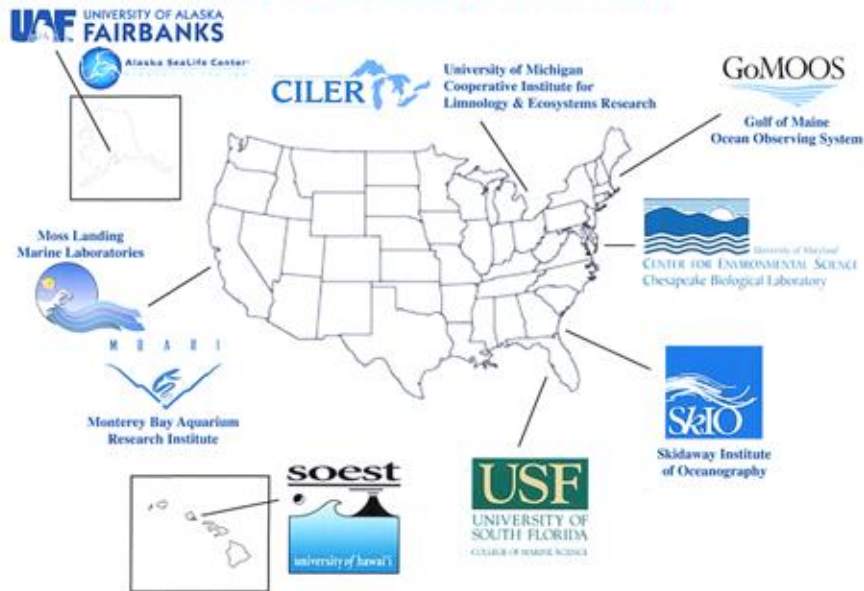 UAF UNIVERSITY OF ALASKA
FAIRBANKS
Alaska SeaLife Center
CILER
University of Michigan
Cooperative Institute for
Limnology & Ecosystems Research
GoMOOS
Gulf of Maine
Ocean Observing System
Moss Landing
Marine Laboratories
University of Maryland
CENTER FOR ENVIRONMENTAL SCIENCE
Chesapeake Biological Laboratory
MBARI
Monterey Bay Aquarium
Research Institute
SkIO
Skidaway Institute
of Oceanography
soest
university of hawai'i
USF
UNIVERSITY OF
SOUTH FLORIDA
COLLEGE OF MARINE SCIENCE